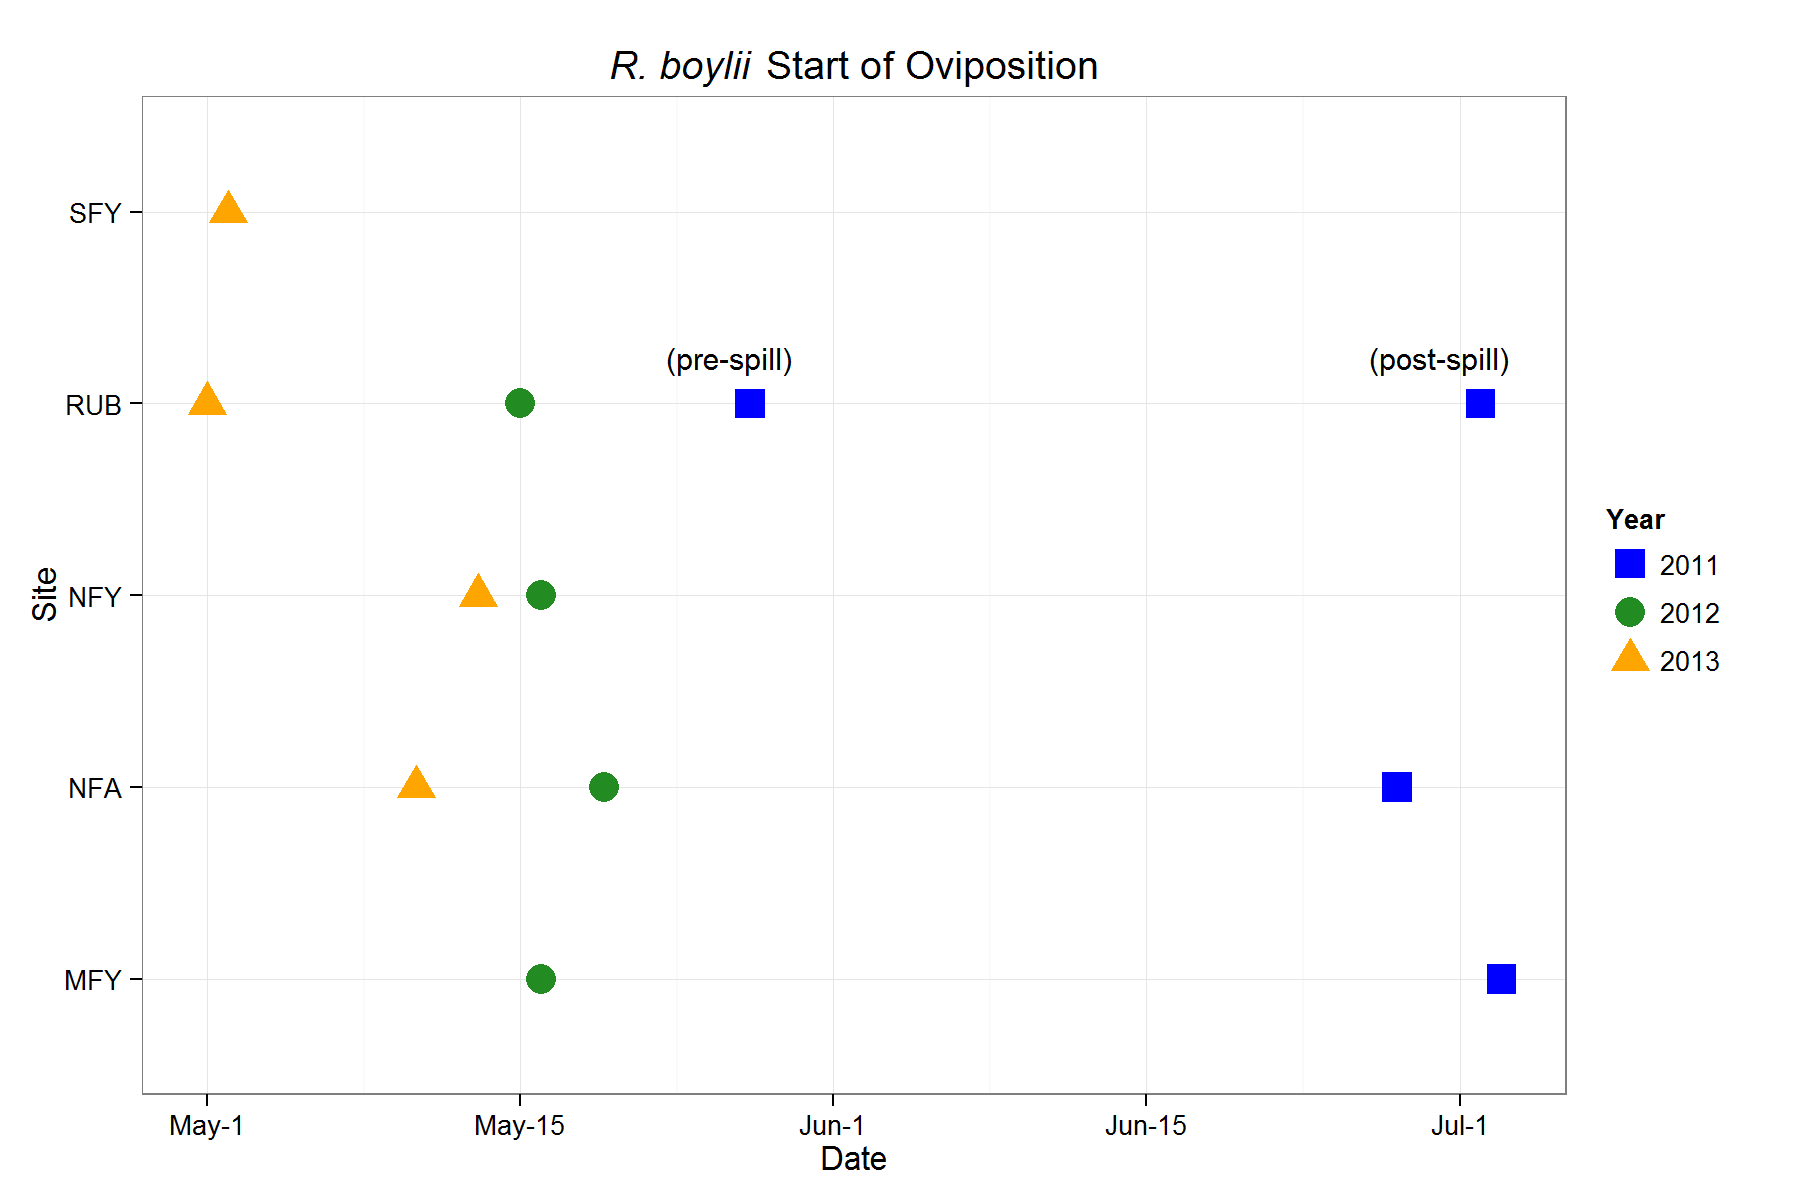 R. boylii Start of Oviposition
SFY
(pre-spill) (post-spill)
RUB
Year
2011
Site
NFY
2012
2013
NFA
MFY
May-1 May-15 Jun-1 Jun-15 Jul-1
Date